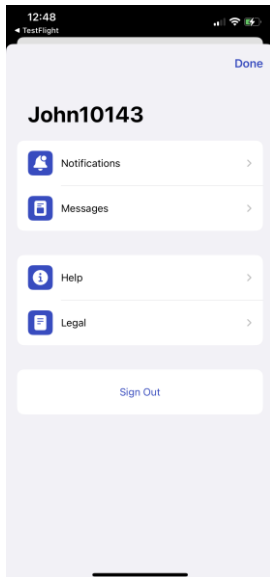 12:48
◀ TestFlight
Done
John10143
Notifications
Messages
Help
Legal
Sign Out